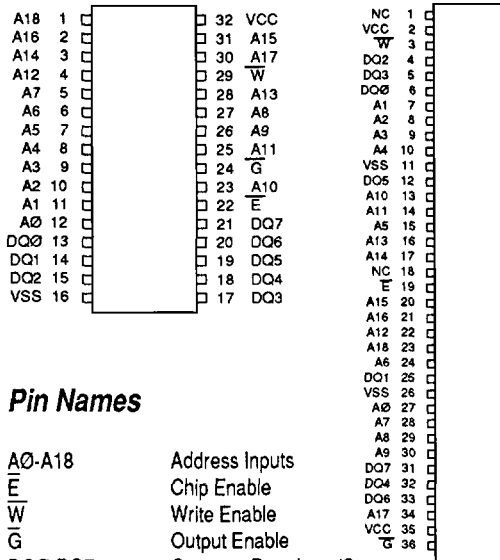 A18 1
A16 2
A14 3
A12 4
A7 5
A6 6
A5 7
A4 8
A3 9
A2 10
A1 11
AØ 12
DQØ 13
DQ1 14
DQ2 15
VSS 16
32 VCC
31 A15
30 A17
29 W̅
28 A13
27 A8
26 A9
25 A11
24 G̅
23 A10
22 E̅
21 DQ7
20 DQ6
19 DQ5
18 DQ4
17 DQ3
NC 1
VCC 2
W̅ 3
DQ2 4
DQ3 5
DQØ 6
A1 7
A2 8
A3 9
A4 10
VSS 11
DQ5 12
A10 13
A11 14
A5 15
A13 16
A14 17
NC 18
E̅ 19
A15 20
A16 21
A12 22
A18 23
A6 24
DQ1 25
VSS 26
AØ 27
A7 28
A8 29
A9 30
DQ7 31
DQ4 32
DQ6 33
A17 34
VCC 35
G̅ 36
Pin Names
AØ-A18 Address Inputs
E̅ Chip Enable
W̅ Write Enable
G̅ Output Enable